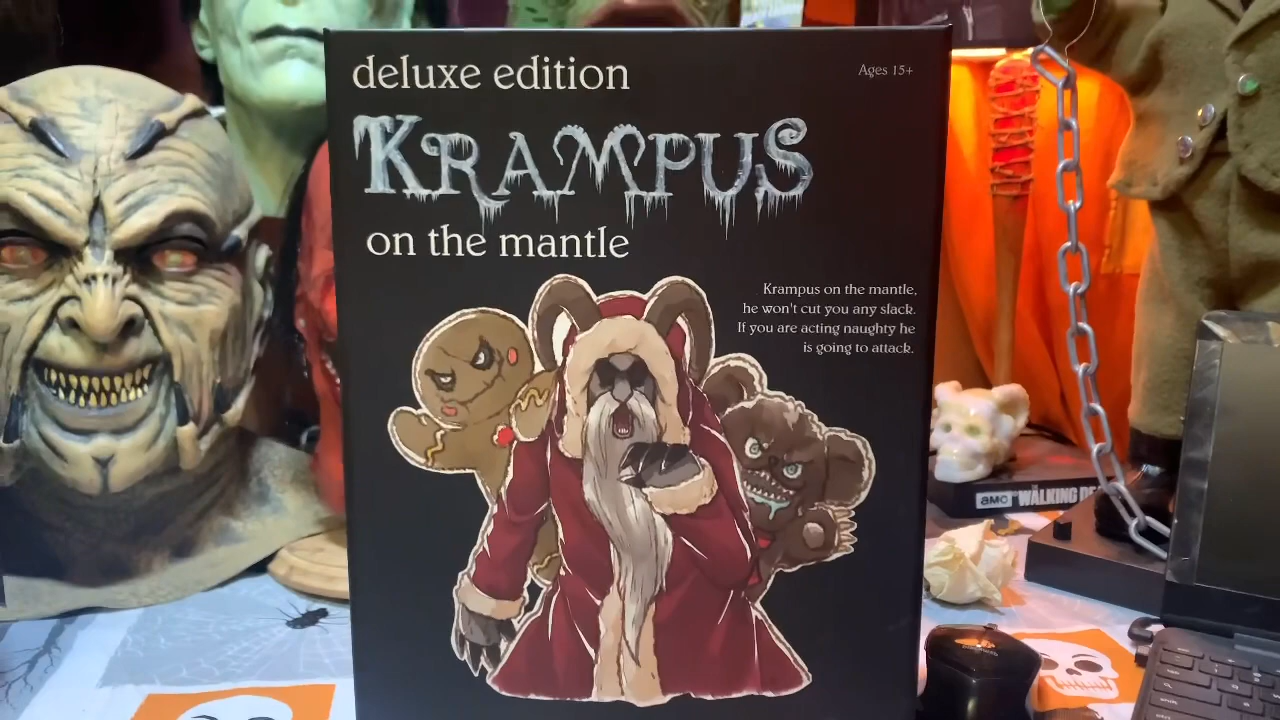 deluxe edition
Ages 15+
KRAMPUS
on the mantle
Krampus on the mantle,
he won't cut you any slack.
If you are acting naughty he
is going to attack.
amc THE WALKING DE